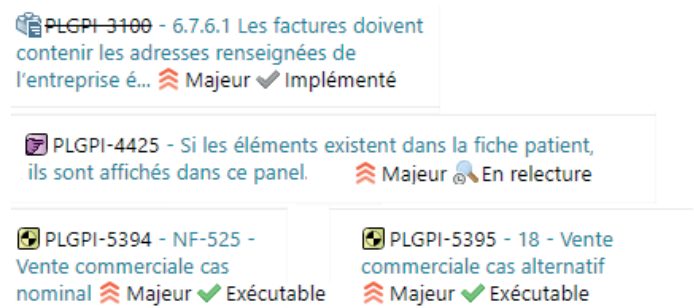 PLGPI-3100 - 6.7.6.1 Les factures doivent
contenir les adresses renseignées de
l'entreprise é... Majeur Implémenté
PLGPI-4425 - Si les éléments existent dans la fiche patient,
ils sont affichés dans ce panel. Majeur En relecture
PLGPI-5394 - NF-525 -
Vente commerciale cas
nominal Majeur Exécutable
PLGPI-5395 - 18 - Vente
commerciale cas alternatif
Majeur Exécutable